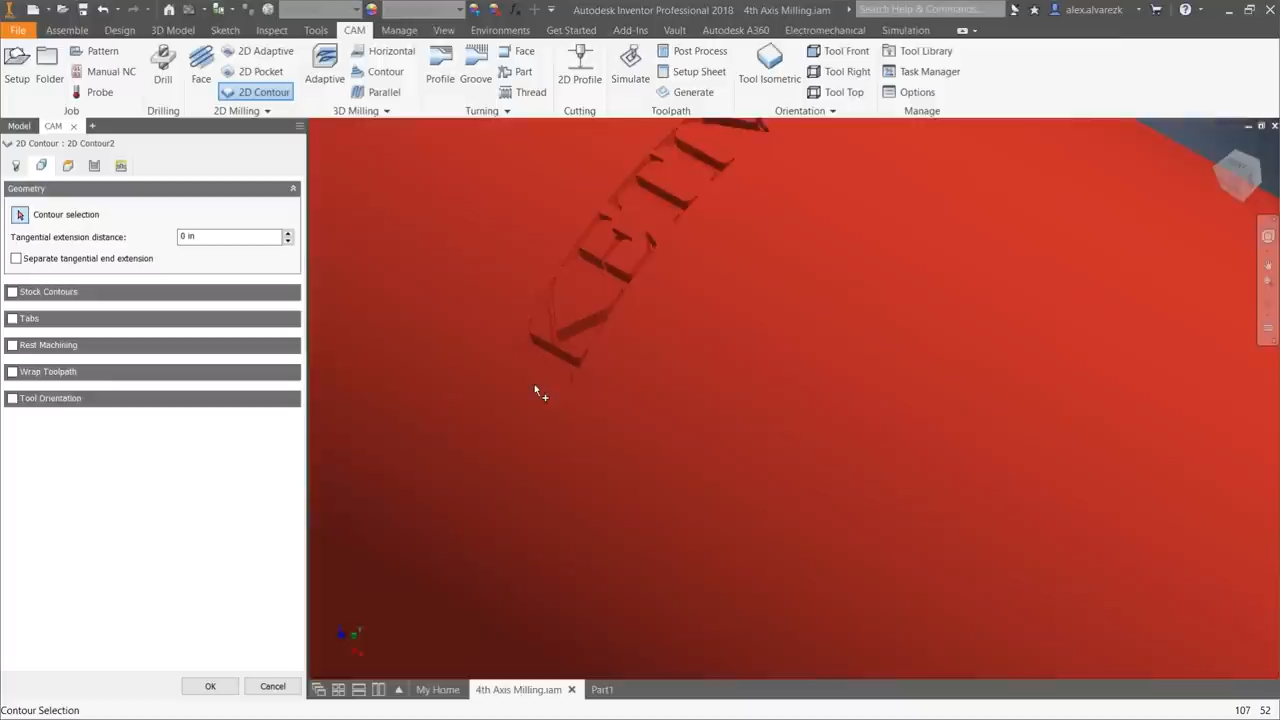 Autodesk Inventor Professional 2018 4th Axis Milling.iam Search Help & Commands... alex.alvarezk
File Assemble Design 3D Model Sketch Inspect Tools CAM Manage View Environments Get Started Add-Ins Vault Autodesk A360 Electromechanical Simulation
Pattern 2D Adaptive Horizontal Face Post Process Tool Front Tool Library
Setup Folder Manual NC Drill Face 2D Pocket Adaptive Contour Profile Groove Part 2D Profile Simulate Setup Sheet Tool Isometric Tool Right Task Manager
Probe 2D Contour Parallel Thread Generate Tool Top Options
Job Drilling 2D Milling 3D Milling Turning Cutting Toolpath Orientation Manage
Model CAM
2D Contour : 2D Contour2
Geometry
Contour selection
Tangential extension distance: 0 in
Separate tangential end extension
Stock Contours
Tabs
Rest Machining
Wrap Toolpath
Tool Orientation
KETIV
OK Cancel
My Home 4th Axis Milling.iam Part1
Contour Selection 107 52